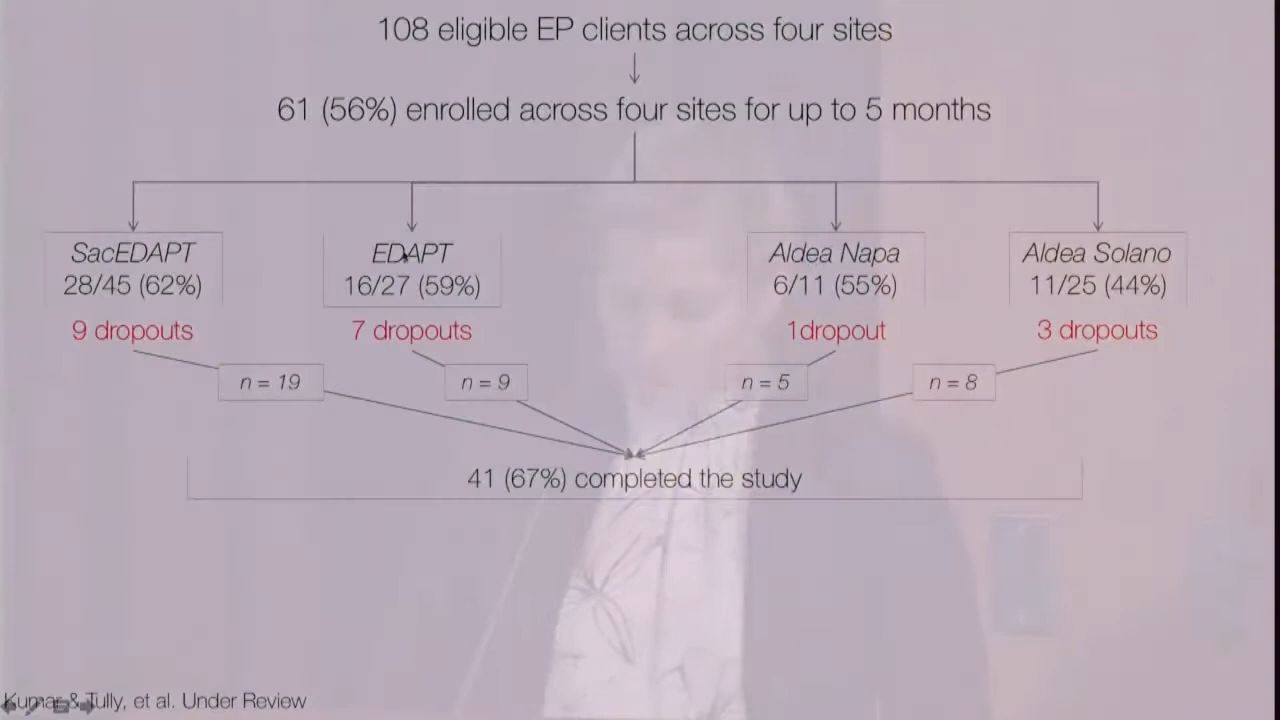 108 eligible EP clients across four sites
61 (56%) enrolled across four sites for up to 5 months
SacEDAPT
28/45 (62%)
9 dropouts
EDAPT
16/27 (59%)
7 dropouts
Aldea Napa
6/11 (55%)
1dropout
Aldea Solano
11/25 (44%)
3 dropouts
n = 19
n = 9
n = 5
n = 8
41 (67%) completed the study
Kumar & Tully, et al. Under Review